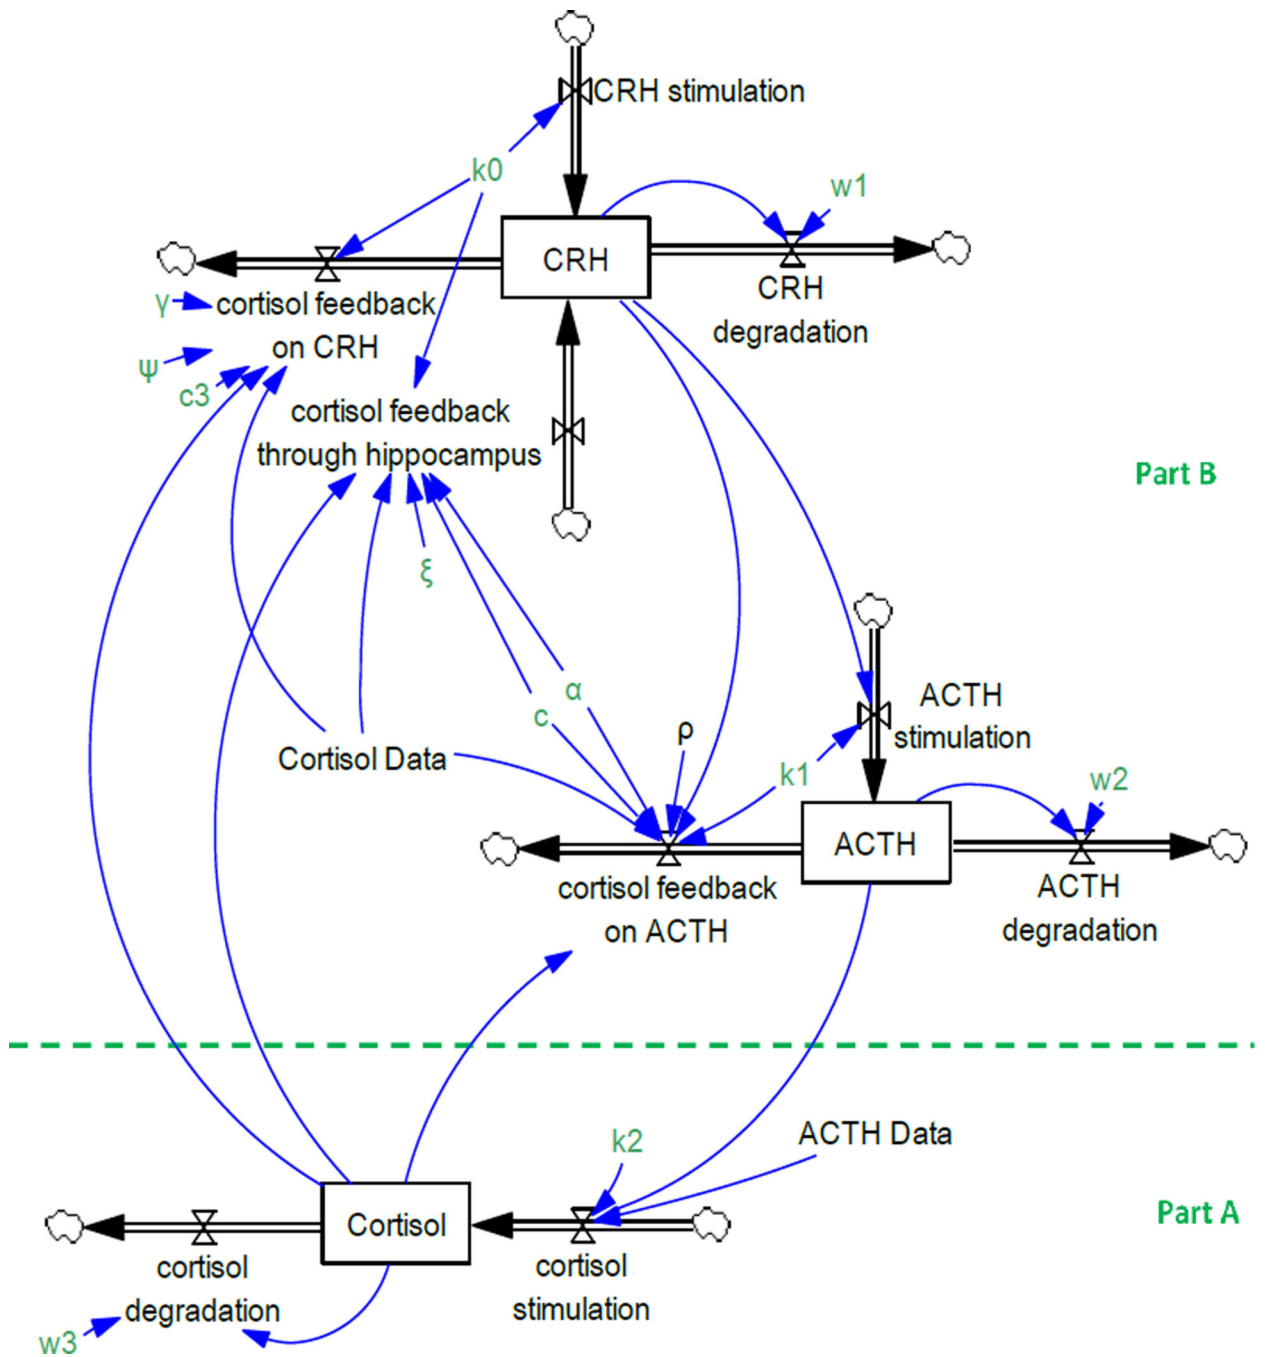 CRH stimulation
k0
w1
CRH
CRH
degradation
γ
cortisol feedback
on CRH
ψ
c3
cortisol feedback
through hippocampus
Part B
ξ
α
c
ACTH
stimulation
ρ
Cortisol Data
k1
w2
ACTH
cortisol feedback
on ACTH
ACTH
degradation
ACTH Data
k2
Part A
Cortisol
cortisol
degradation
cortisol
stimulation
w3